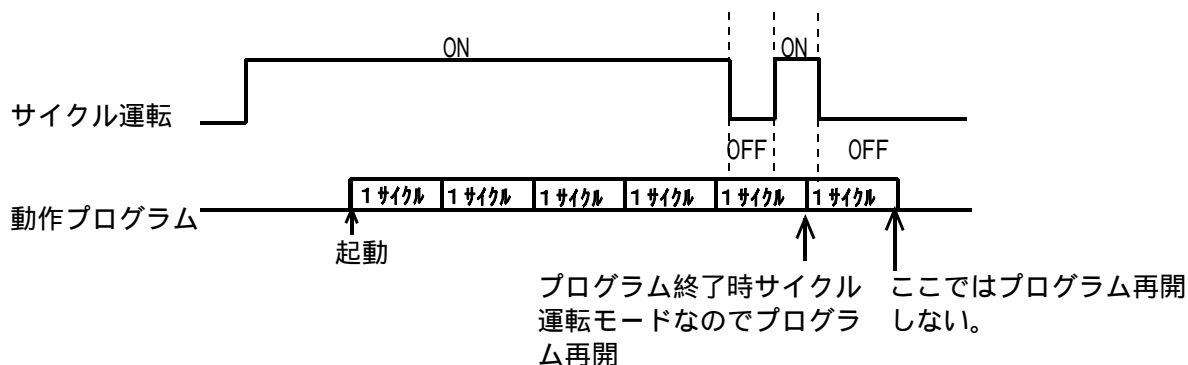 ON
ON
サイクル運転
OFF
OFF
1 サイクル
1 サイクル
1 サイクル
1 サイクル
1 サイクル
1 サイクル
動作プログラム
起動
プログラム終了時サイクル
運転モードなのでプログラ
ム再開
ここではプログラム再開
しない。